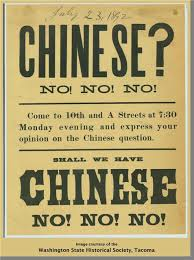 July 23, 1892
CHINESE?
NO! NO! NO!
Come to 10th and A Streets at 7:30
Monday evening and express your
opinion on the Chinese question.
SHALL WE HAVE
CHINESE
NO! NO! NO!
Image courtesy of the
Washington State Historical Society, Tacoma